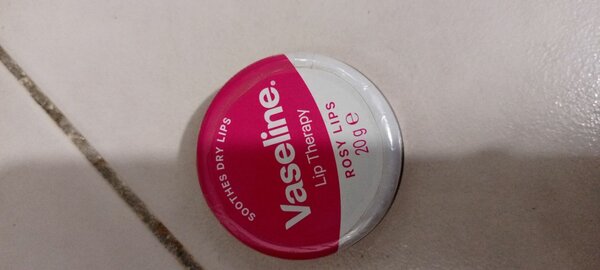 SOOTHES DRY LIPS
Vaseline.
Lip Therapy
ROSY LIPS
20g e